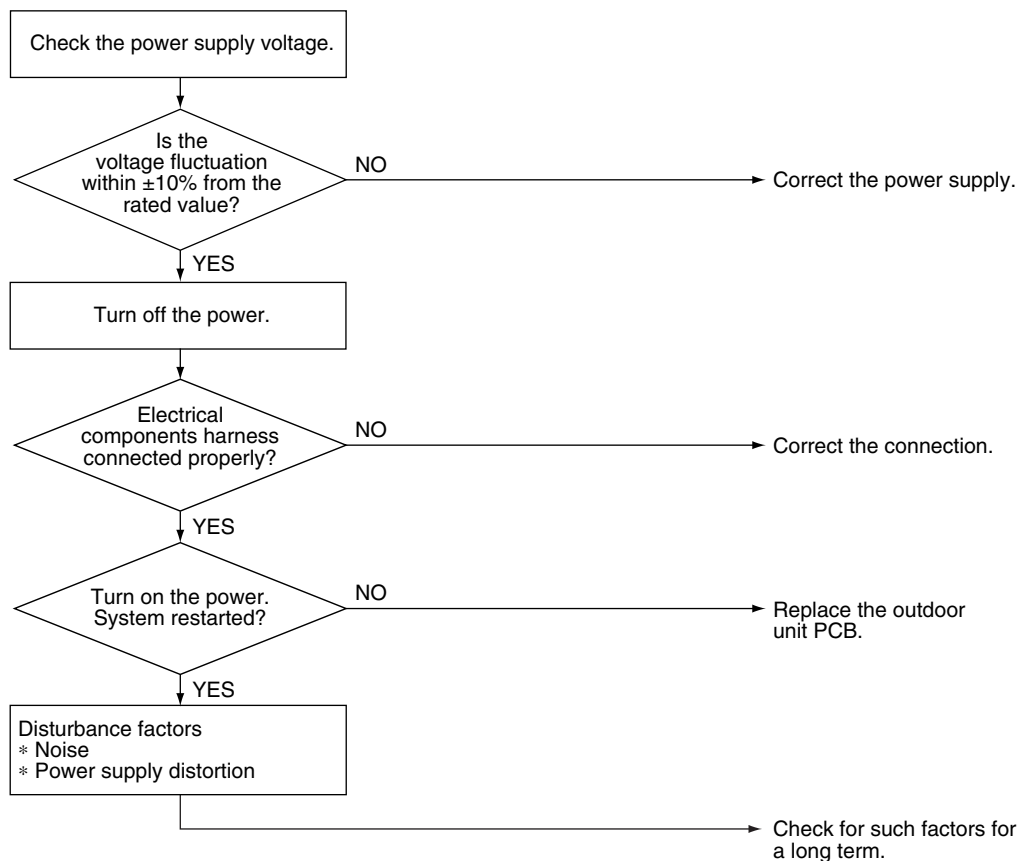 Check the power supply voltage.
Is the
voltage fluctuation
within ±10% from the
rated value?
NO
Correct the power supply.
YES
Turn off the power.
Electrical
components harness
connected properly?
NO
Correct the connection.
YES
Turn on the power.
System restarted?
NO
Replace the outdoor
unit PCB.
YES
Disturbance factors
* Noise
* Power supply distortion
Check for such factors for
a long term.